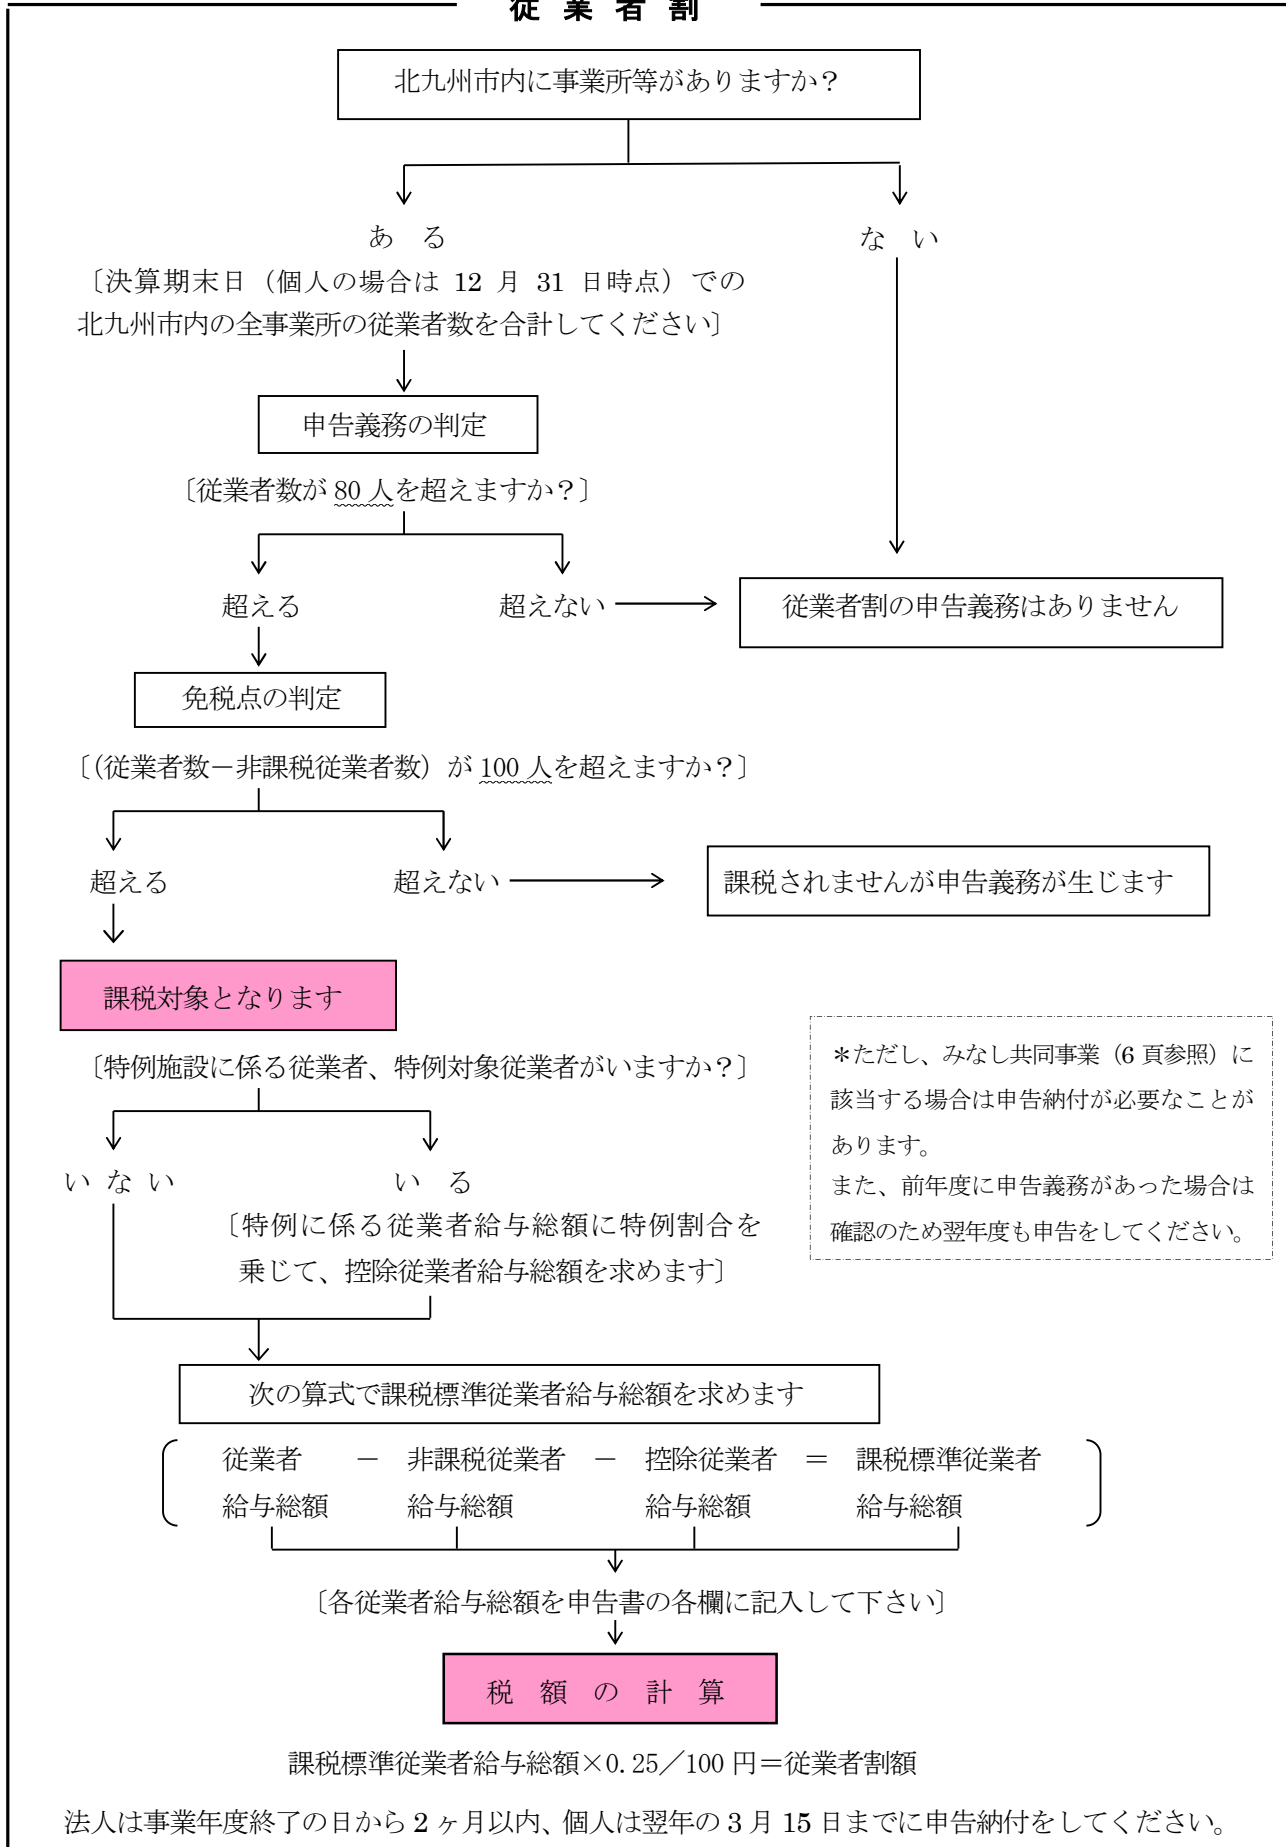 従業者割
北九州市内に事業所等がありますか？
あ　る
な　い
〔決算期末日（個人の場合は 12 月 31 日時点）での
北九州市内の全事業所の従業者数を合計してください〕
申告義務の判定
〔従業者数が 80 人を超えますか？〕
超える
超えない
従業者割の申告義務はありません
免税点の判定
〔(従業者数－非課税従業者数）が 100 人を超えますか？〕
超える
超えない
課税されませんが申告義務が生じます
課税対象となります
〔特例施設に係る従業者、特例対象従業者がいますか？〕
＊ただし、みなし共同事業（6 頁参照）に
該当する場合は申告納付が必要なことが
あります。
また、前年度に申告義務があった場合は
確認のため翌年度も申告をしてください。
い な い
い　る
〔特例に係る従業者給与総額に特例割合を
乗じて、控除従業者給与総額を求めます〕
次の算式で課税標準従業者給与総額を求めます
従業者　－　非課税従業者　－　控除従業者　＝　課税標準従業者
給与総額　給与総額　給与総額　給与総額
〔各従業者給与総額を申告書の各欄に記入して下さい〕
税　額　の　計　算
課税標準従業者給与総額×0.25／100 円＝従業者割額
法人は事業年度終了の日から 2 ヶ月以内、個人は翌年の 3 月 15 日までに申告納付をしてください。